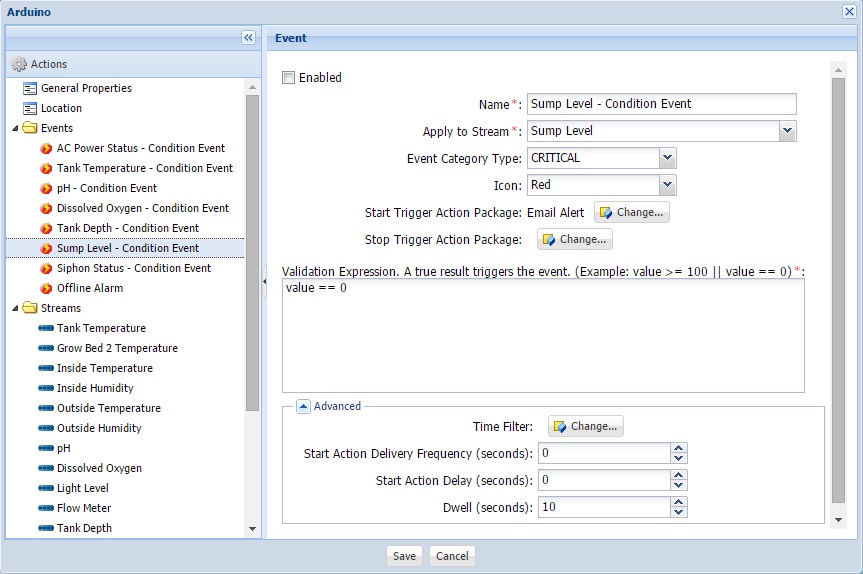 Arduino
Actions
General Properties
Location
Events
AC Power Status - Condition Event
Tank Temperature - Condition Event
pH - Condition Event
Dissolved Oxygen - Condition Event
Tank Depth - Condition Event
Sump Level - Condition Event
Siphon Status - Condition Event
Offline Alarm
Streams
Tank Temperature
Grow Bed 2 Temperature
Inside Temperature
Inside Humidity
Outside Temperature
Outside Humidity
pH
Dissolved Oxygen
Light Level
Flow Meter
Tank Depth
Event
Enabled
Name*: Sump Level - Condition Event
Apply to Stream*: Sump Level
Event Category Type: CRITICAL
Icon: Red
Start Trigger Action Package: Email Alert Change...
Stop Trigger Action Package: Change...
Validation Expression. A true result triggers the event. (Example: value >= 100 || value == 0)*:
value == 0
Advanced
Time Filter: Change...
Start Action Delivery Frequency (seconds): 0
Start Action Delay (seconds): 0
Dwell (seconds): 10
Save Cancel